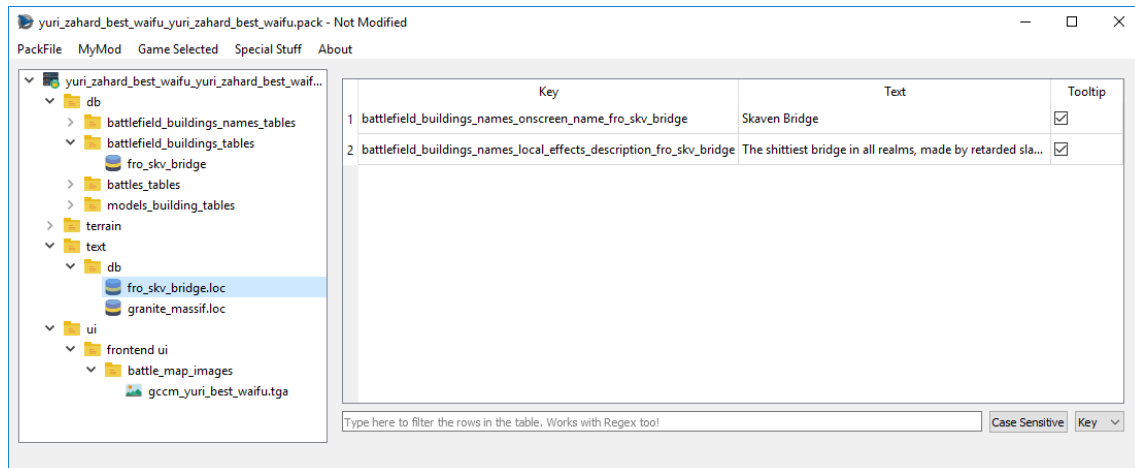 yuri_zahard_best_waifu_yuri_zahard_best_waifu.pack - Not Modified
PackFile MyMod Game Selected Special Stuff About
yuri_zahard_best_waifu_yuri_zahard_best_waif...
db
battlefield_buildings_names_tables
battlefield_buildings_tables
fro_skv_bridge
battles_tables
models_building_tables
terrain
text
db
fro_skv_bridge.loc
granite_massif.loc
ui
frontend ui
battle_map_images
gccm_yuri_best_waifu.tga
Key Text Tooltip
1 battlefield_buildings_names_onscreen_name_fro_skv_bridge Skaven Bridge
2 battlefield_buildings_names_local_effects_description_fro_skv_bridge The shittiest bridge in all realms, made by retarded sla...
Type here to filter the rows in the table. Works with Regex too! Case Sensitive Key